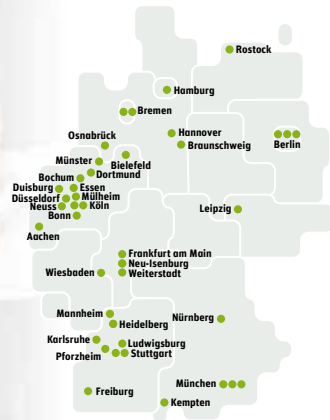 Rostock
Hamburg
Bremen
Osnabrück
Hannover
Braunschweig
Berlin
Münster
Bielefeld
Dortmund
Bochum
Duisburg
Essen
Düsseldorf
Mülheim
Neuss
Köln
Bonn
Leipzig
Aachen
Frankfurt am Main
Neu-Isenburg
Wiesbaden
Weiterstadt
Mannheim
Nürnberg
Heidelberg
Karlsruhe
Ludwigsburg
Pforzheim
Stuttgart
München
Freiburg
Kempten